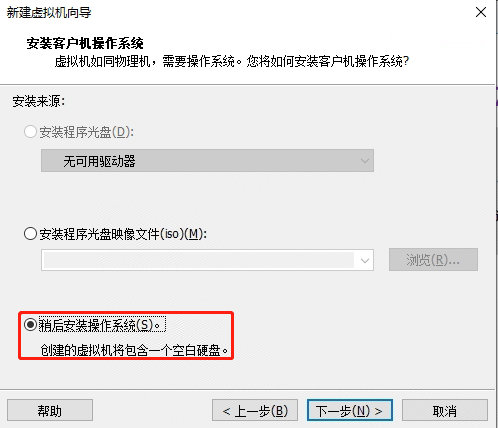 新建虚拟机向导
安装客户机操作系统
虚拟机如同物理机，需要操作系统。您将如何安装客户机操作系统?
安装来源:
安装程序光盘(D):
无可用驱动器
安装程序光盘映像文件(iso)(M):
浏览(R)...
稍后安装操作系统(S)。
创建的虚拟机将包含一个空白硬盘。
帮助
< 上一步(B)
下一步(N) >
取消